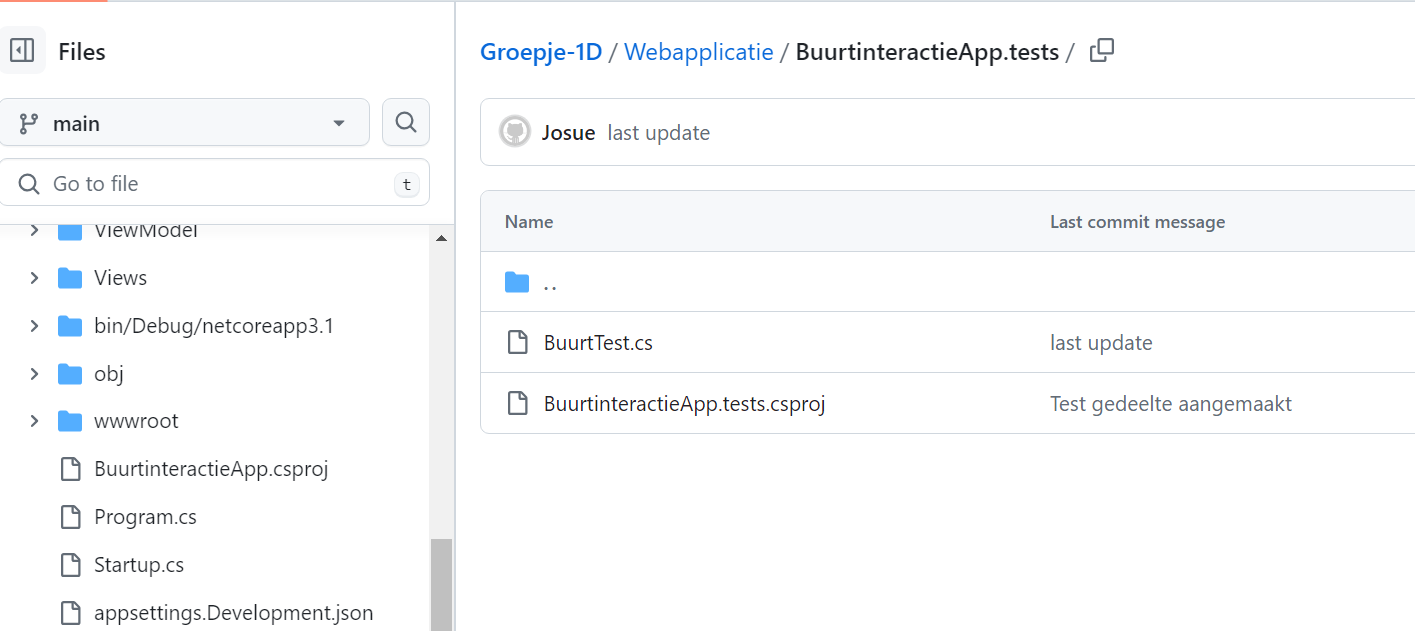 Files
main
Go to file
t
ViewModel
Views
bin/Debug/netcoreapp3.1
obj
wwwroot
BuurtinteractieApp.csproj
Program.cs
Startup.cs
appsettings.Development.json
Groepje-1D / Webapplicatie / BuurtinteractieApp.tests /
Josue last update
Name Last commit message
..
BuurtTest.cs last update
BuurtinteractieApp.tests.csproj Test gedeelte aangemaakt